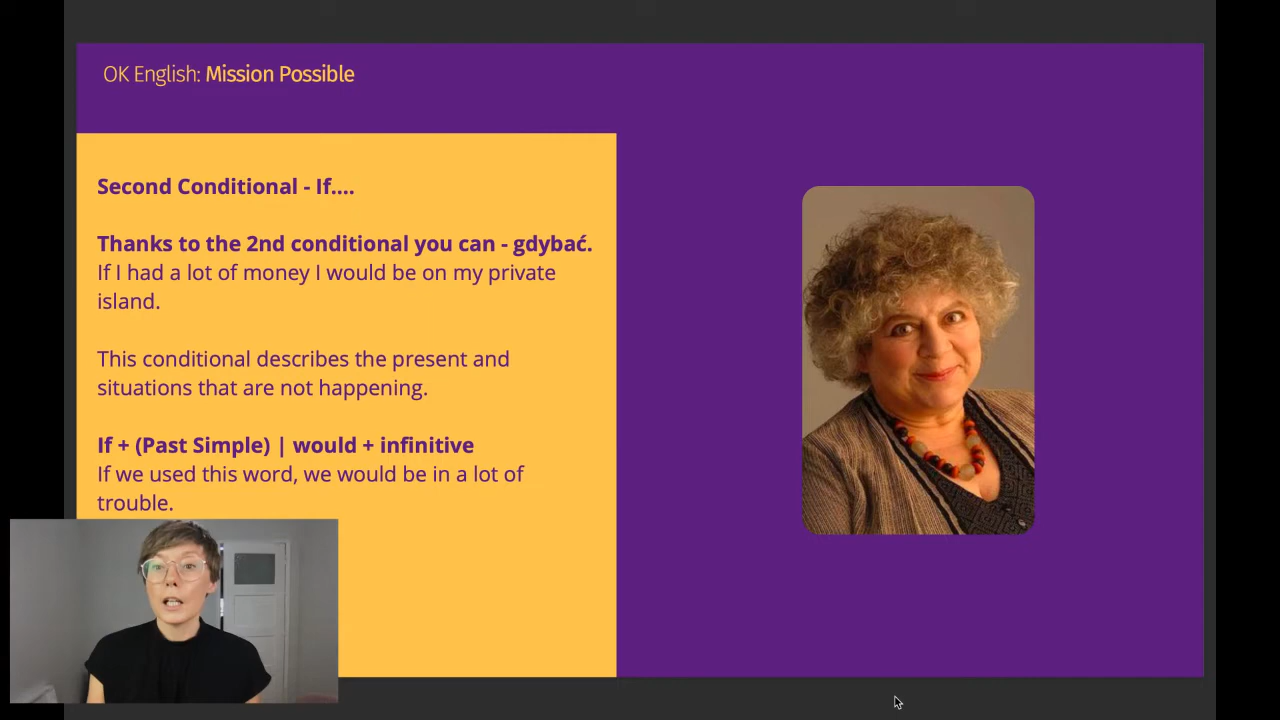 OK English: Mission Possible
Second Conditional - If....
Thanks to the 2nd conditional you can - gdybać.
If I had a lot of money I would be on my private
island.
This conditional describes the present and
situations that are not happening.
If + (Past Simple) | would + infinitive
If we used this word, we would be in a lot of
trouble.